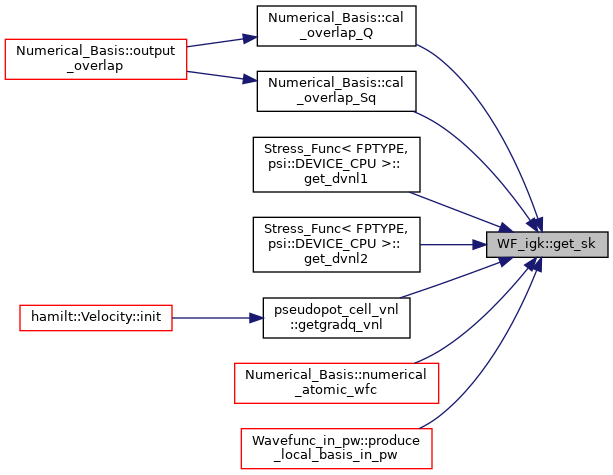 Numerical_Basis::cal
_overlap_Q
Numerical_Basis::output
_overlap
Numerical_Basis::cal
_overlap_Sq
Stress_Func< FPTYPE,
psi::DEVICE_CPU >::
get_dvnl1
WF_igk::get_sk
Stress_Func< FPTYPE,
psi::DEVICE_CPU >::
get_dvnl2
hamilt::Velocity::init
pseudopot_cell_vnl
::getgradq_vnl
Numerical_Basis::numerical
_atomic_wfc
Wavefunc_in_pw::produce
_local_basis_in_pw